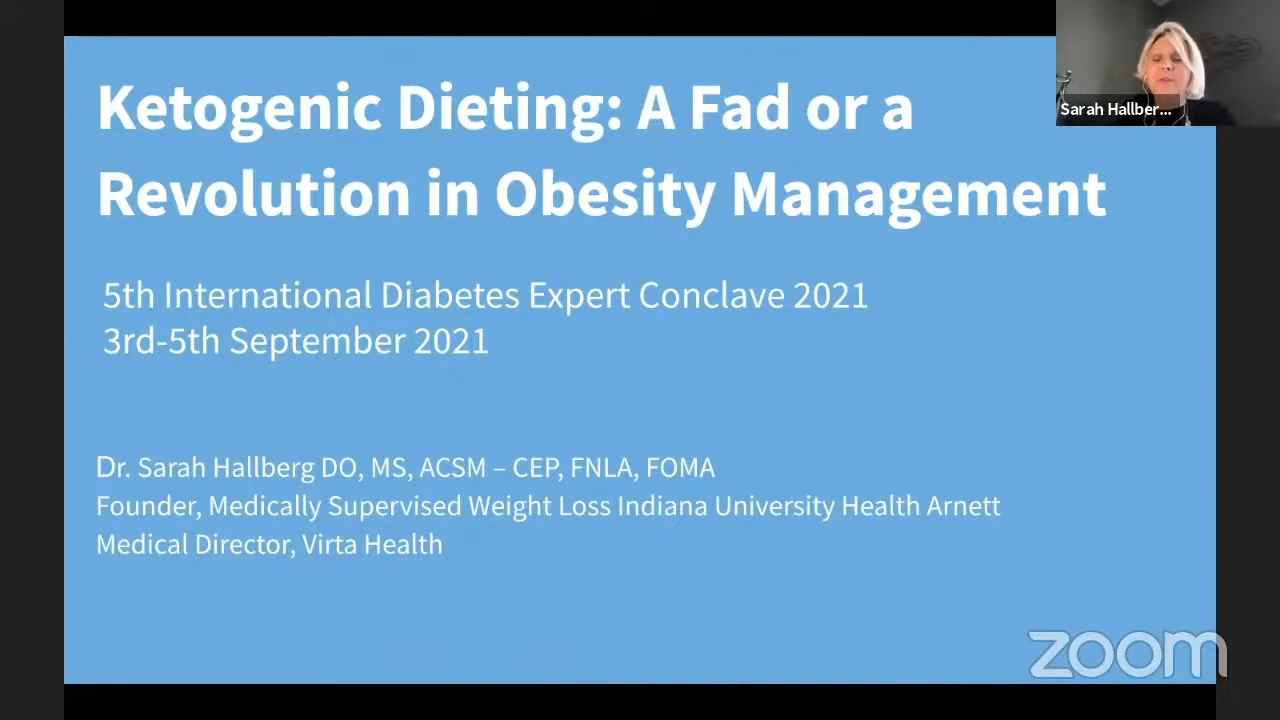 Ketogenic Dieting: A Fad or a
Revolution in Obesity Management
Sarah Hallber...
5th International Diabetes Expert Conclave 2021
3rd-5th September 2021
Dr. Sarah Hallberg DO, MS, ACSM – CEP, FNLA, FOMA
Founder, Medically Supervised Weight Loss Indiana University Health Arnett
Medical Director, Virta Health
zoom